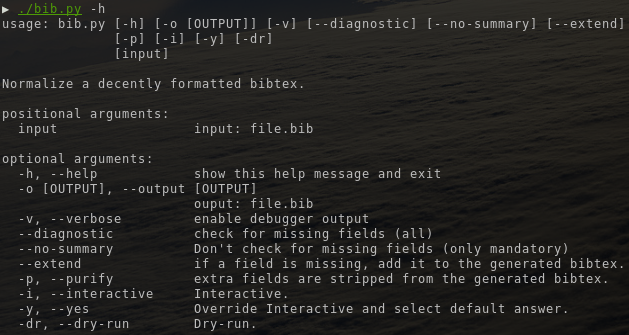 ▶ ./bib.py -h
usage: bib.py [-h] [-o [OUTPUT]] [-v] [--diagnostic] [--no-summary] [--extend]
              [-p] [-i] [-y] [-dr]
              [input]

Normalize a decently formatted bibtex.

positional arguments:
  input                 input: file.bib

optional arguments:
  -h, --help            show this help message and exit
  -o [OUTPUT], --output [OUTPUT]
                        ouput: file.bib
  -v, --verbose         enable debugger output
  --diagnostic          check for missing fields (all)
  --no-summary          Don't check for missing fields (only mandatory)
  --extend              if a field is missing, add it to the generated bibtex.
  -p, --purify          extra fields are stripped from the generated bibtex.
  -i, --interactive     Interactive.
  -y, --yes             Override Interactive and select default answer.
  -dr, --dry-run        Dry-run.